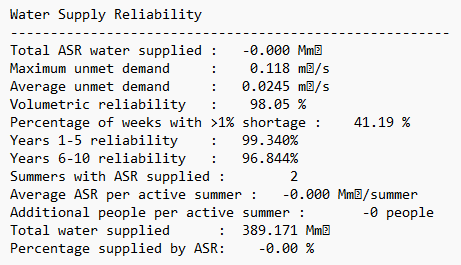 Water Supply Reliability
-------------------------------------------------------
Total ASR water supplied :   -0.000 Mm�
Maximum unmet demand     :    0.118 m�/s
Average unmet demand     :   0.0245 m�/s
Volumetric reliability   :    98.05 %
Percentage of weeks with >1% shortage :    41.19 %
Years 1-5 reliability    :   99.340%
Years 6-10 reliability   :   96.844%
Summers with ASR supplied :        2
Average ASR per active summer :   -0.000 Mm�/summer
Additional people per active summer :       -0 people
Total water supplied     :  389.171 Mm�
Percentage supplied by ASR:    -0.00 %